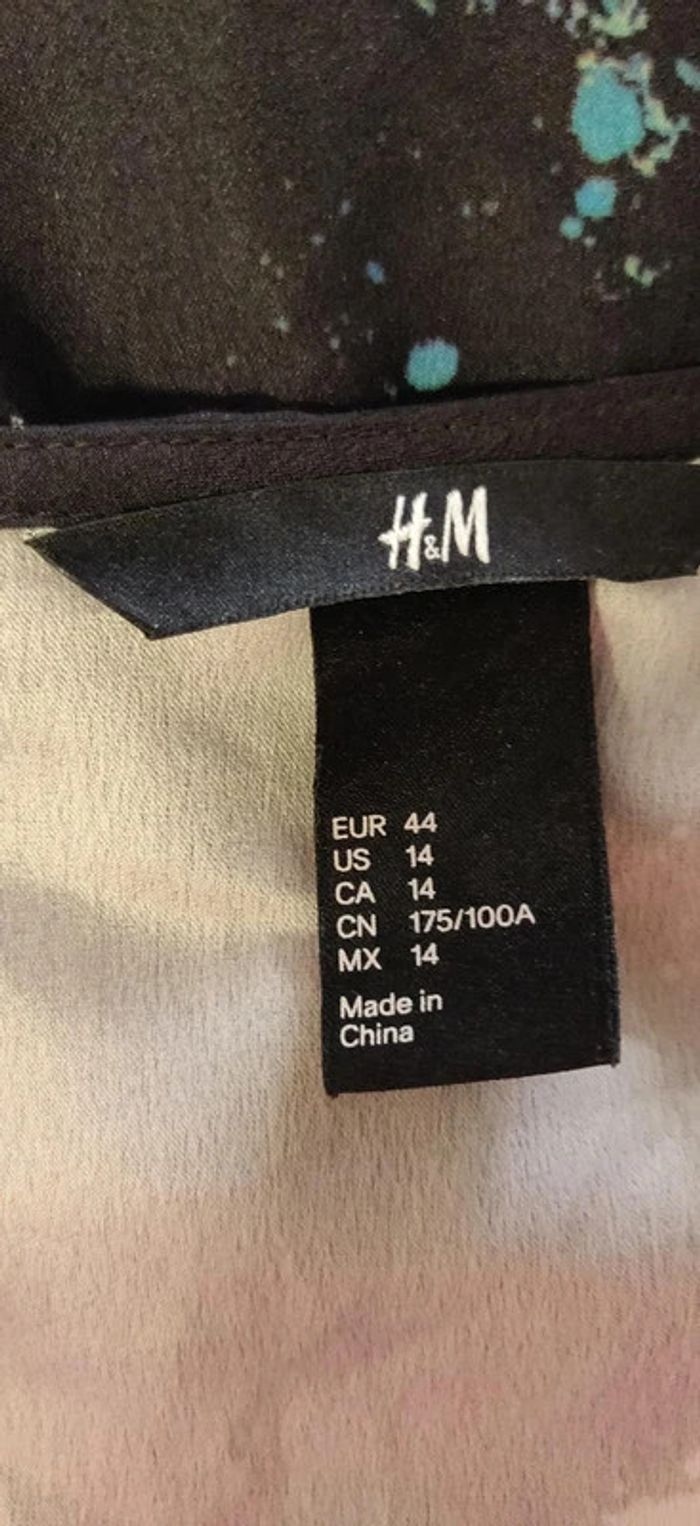 H&M
EUR 44
US 14
CA 14
CN 175/100A
MX 14
Made in
China